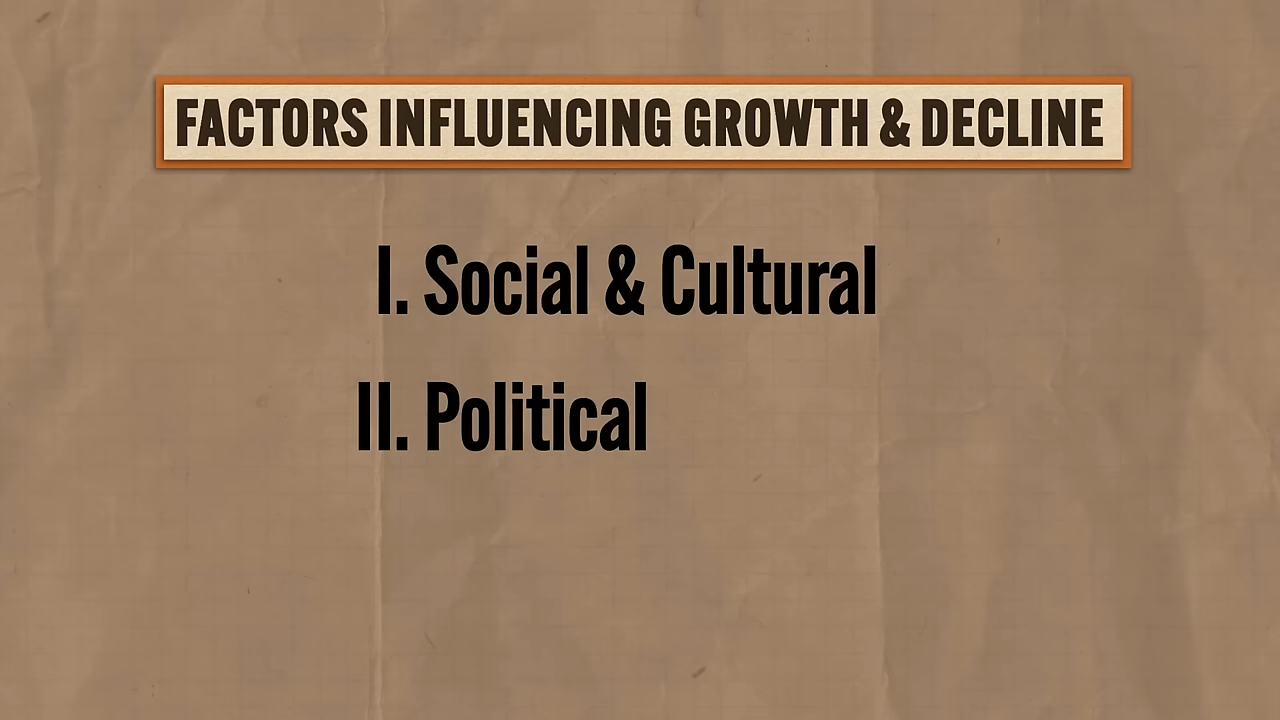 FACTORS INFLUENCING GROWTH & DECLINE
I. Social & Cultural
II. Political